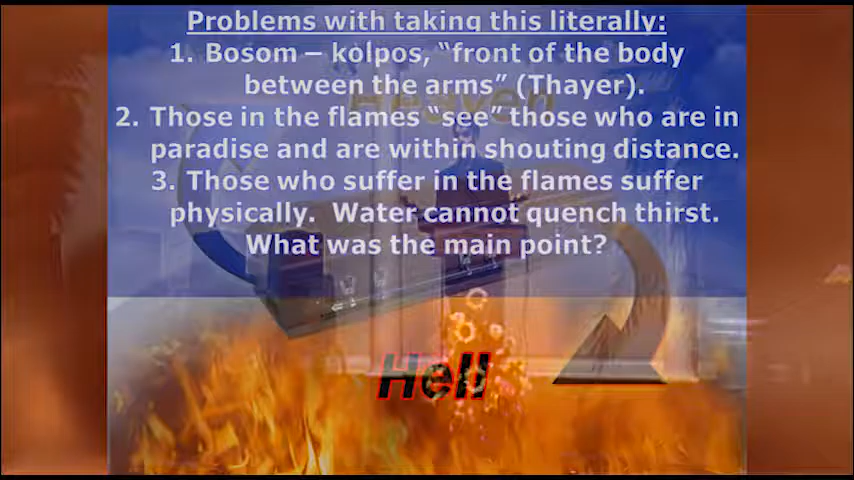 Problems with taking this literally:
1. Bosom – kolpos, “front of the body
between the arms” (Thayer).
2. Those in the flames “see” those who are in
paradise and are within shouting distance.
3. Those who suffer in the flames suffer
physically. Water cannot quench thirst.
What was the main point?
Heaven
Hell